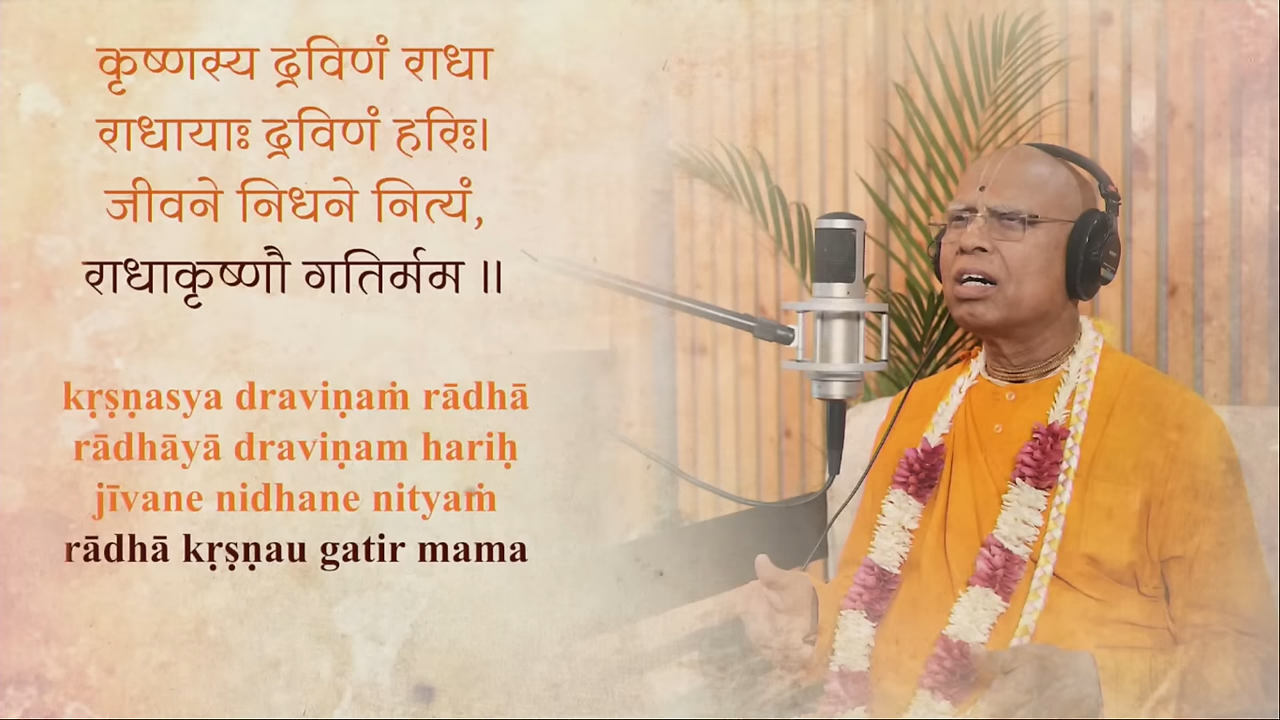 कृष्णस्य द्रविणं राधा
राधायाः द्रविणं हरिः।
जीवने निधने नित्यं,
राधाकृष्णौ गतिर्मम ॥
kṛṣṇasya draviṇaṁ rādhā
rādhāyā draviṇam hariḥ
jīvane nidhane nityaṁ
rādhā kṛṣṇau gatir mama